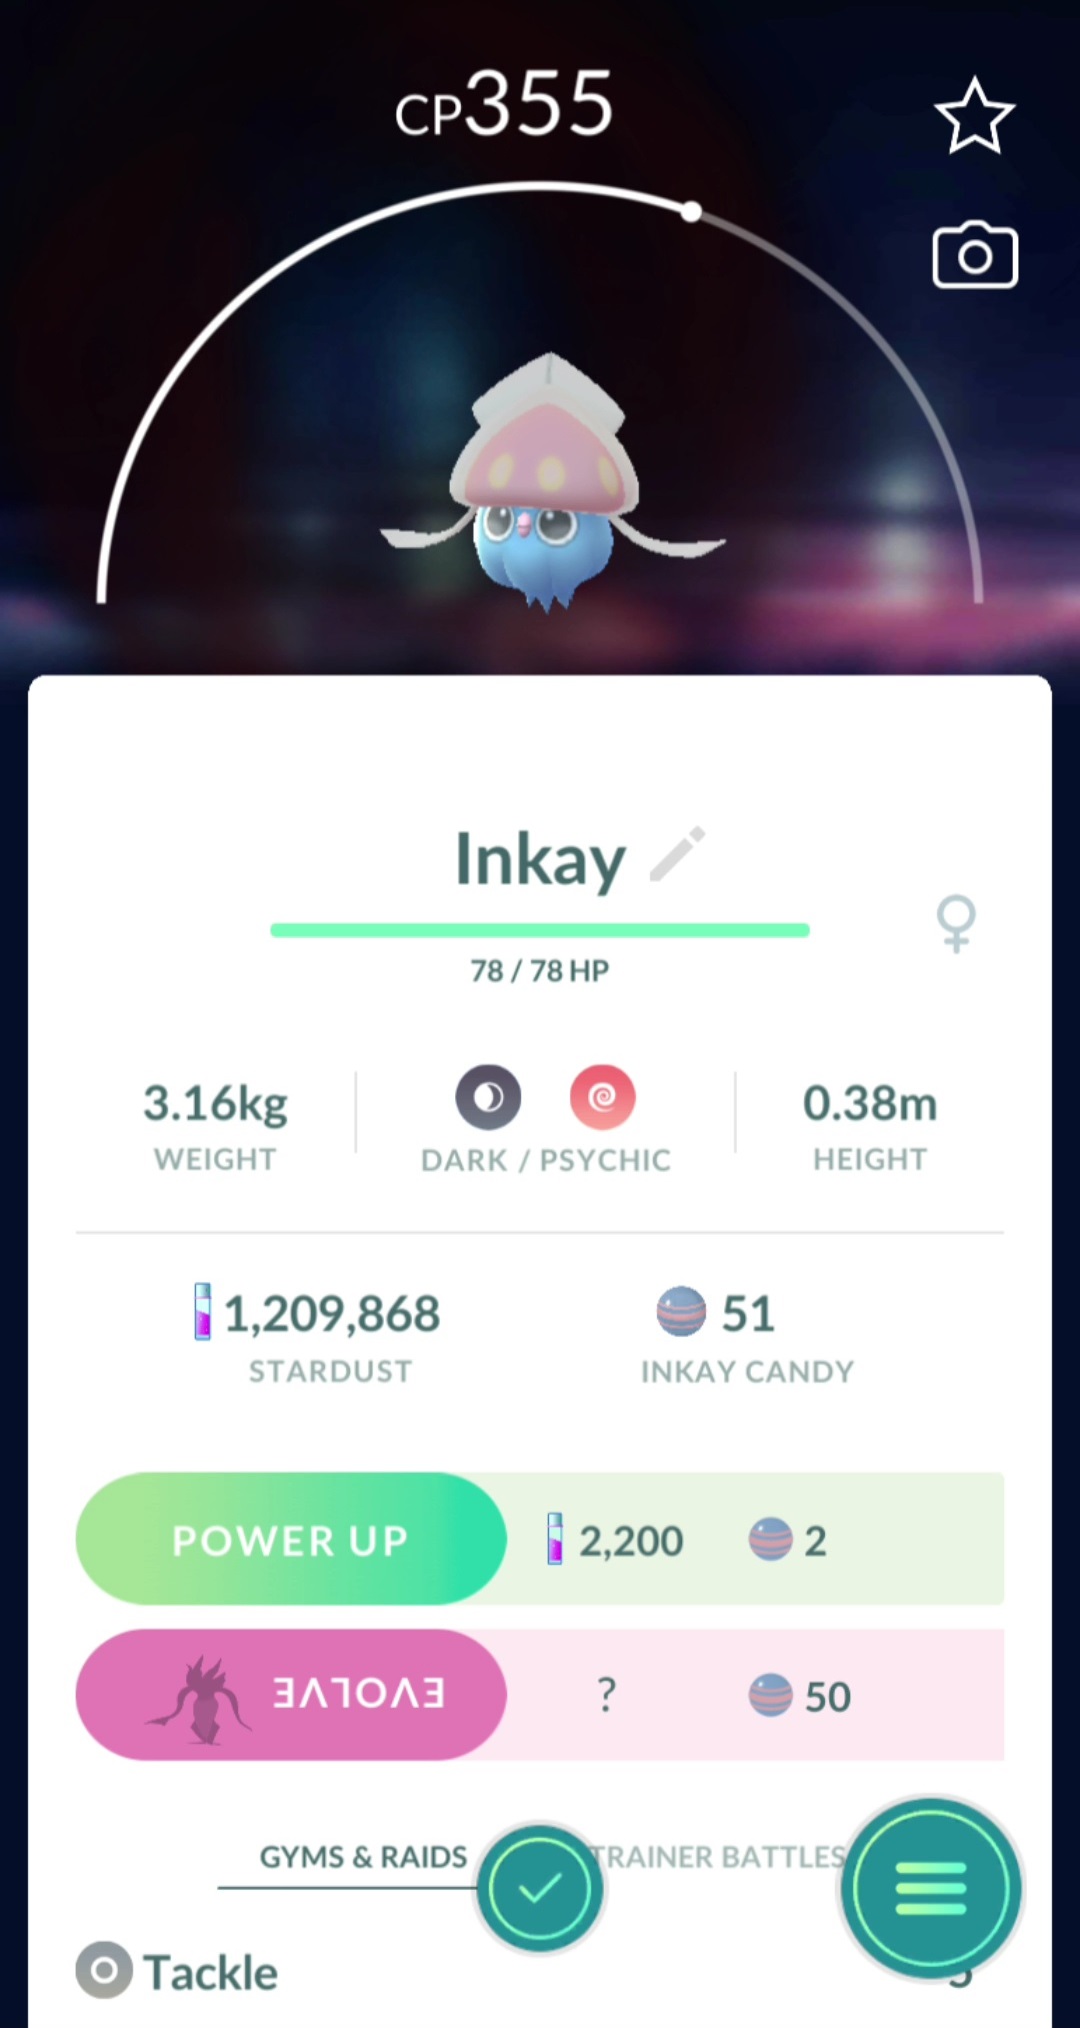 CP355
Inkay
78 / 78 HP
3.16kg
WEIGHT
DARK / PSYCHIC
0.38m
HEIGHT
1,209,868
STARDUST
51
INKAY CANDY
POWER UP
2,200
2
EVOLVE
?
50
GYMS & RAIDS
TRAINER BATTLES
Tackle
5